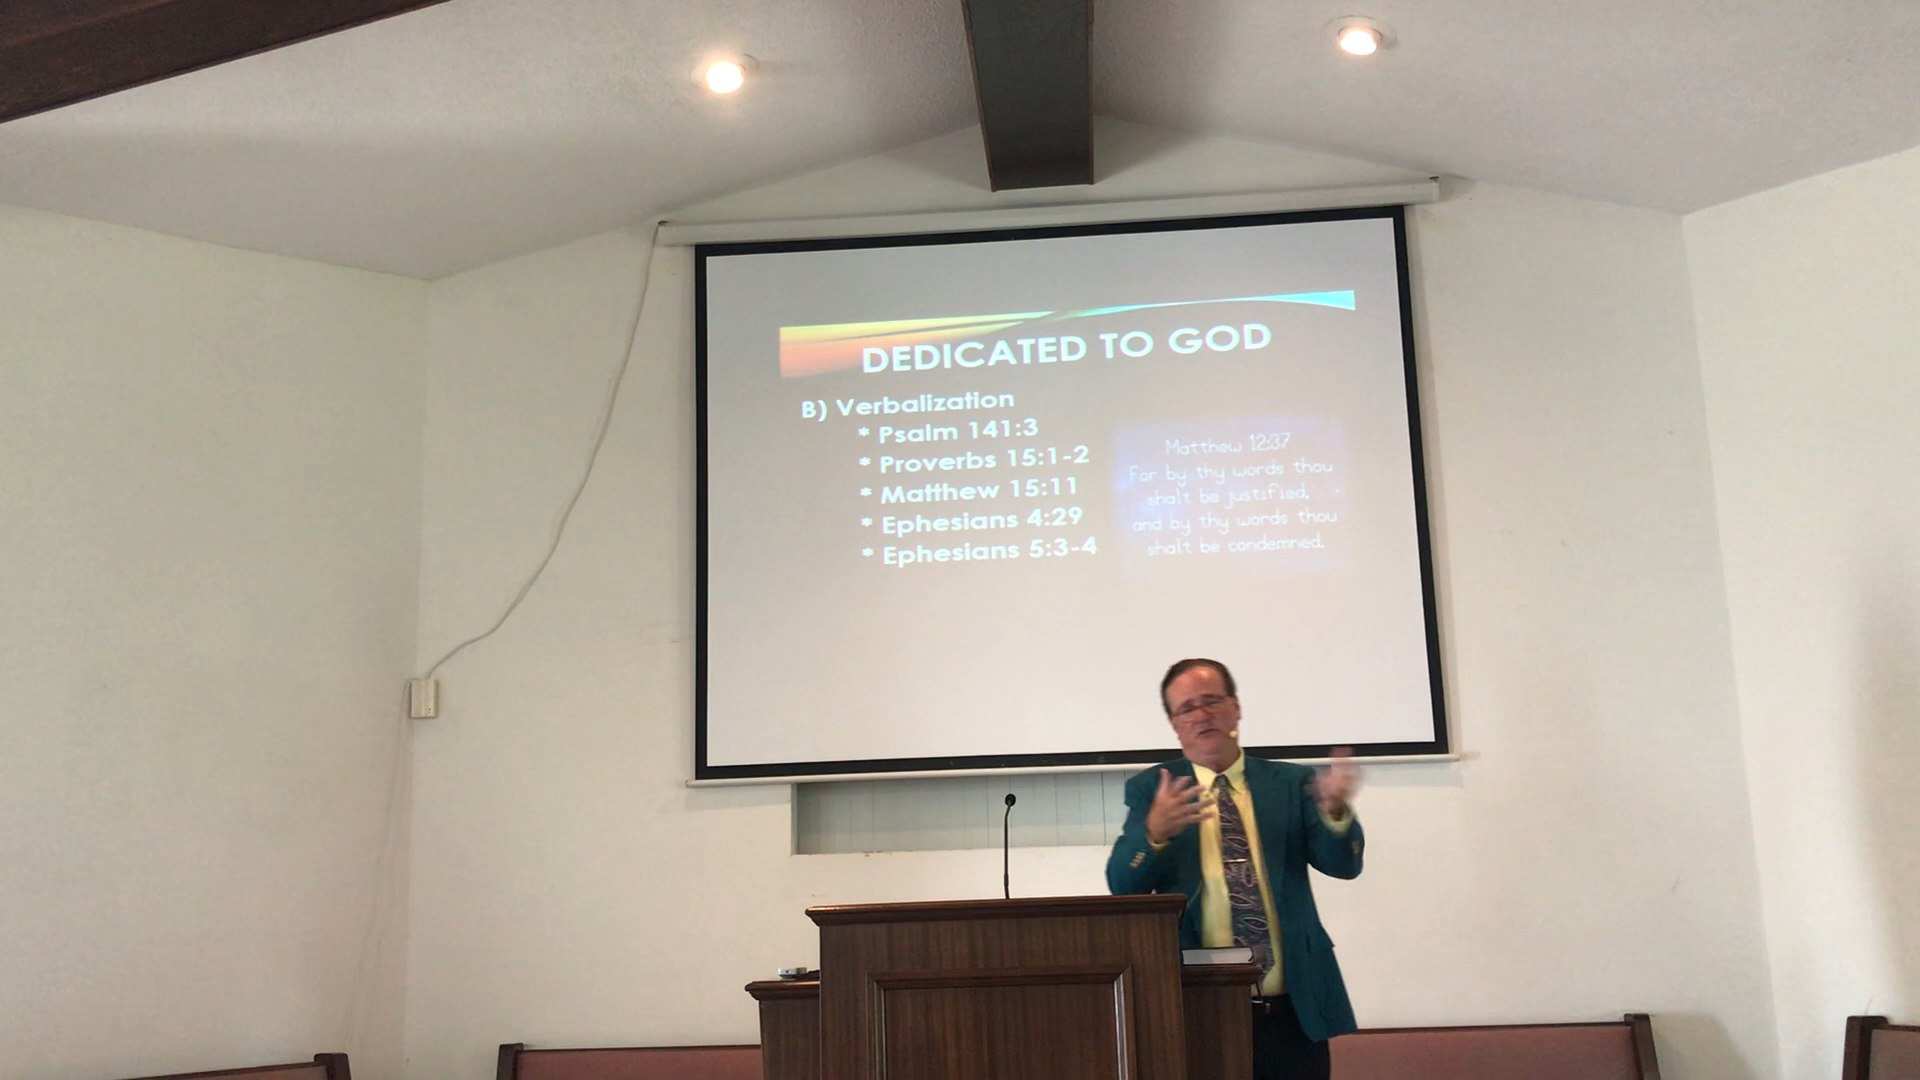 DEDICATED TO GOD
B) Verbalization
* Psalm 141:3
* Proverbs 15:1-2
* Matthew 15:11
* Ephesians 4:29
* Ephesians 5:3-4
Matthew 12:37
For by thy words thou
shalt be justified,
and by thy words thou
shalt be condemned.